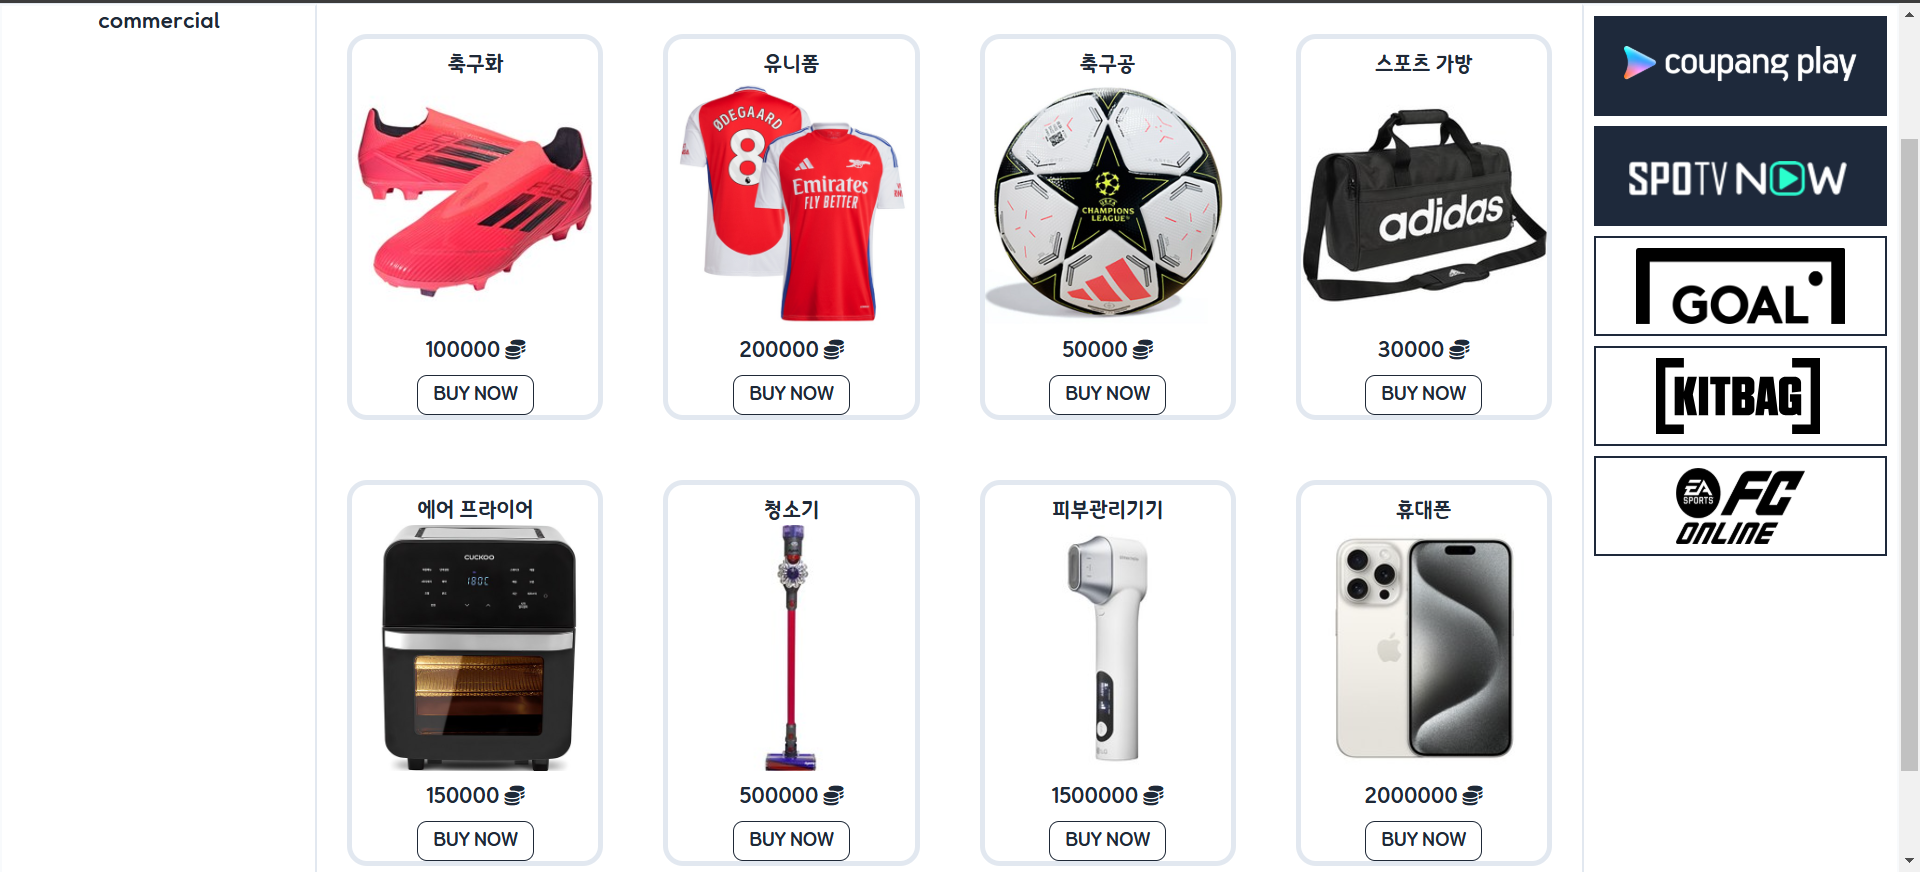 commercial
축구화
F50
F50
100000
BUY NOW
유니폼
ØDEGAARD
8
Emirates
FLY BETTER
200000
BUY NOW
축구공
UEFA
CHAMPIONS
LEAGUE
50000
BUY NOW
스포츠 가방
adidas
30000
BUY NOW
에어 프라이어
CUCKOO
180C
150000
BUY NOW
청소기
500000
BUY NOW
피부관리기기
LG
1500000
BUY NOW
휴대폰
2000000
BUY NOW
coupang play
SPOTV NOW
GOAL
KITBAG
EA
SPORTS
FC
ONLINE